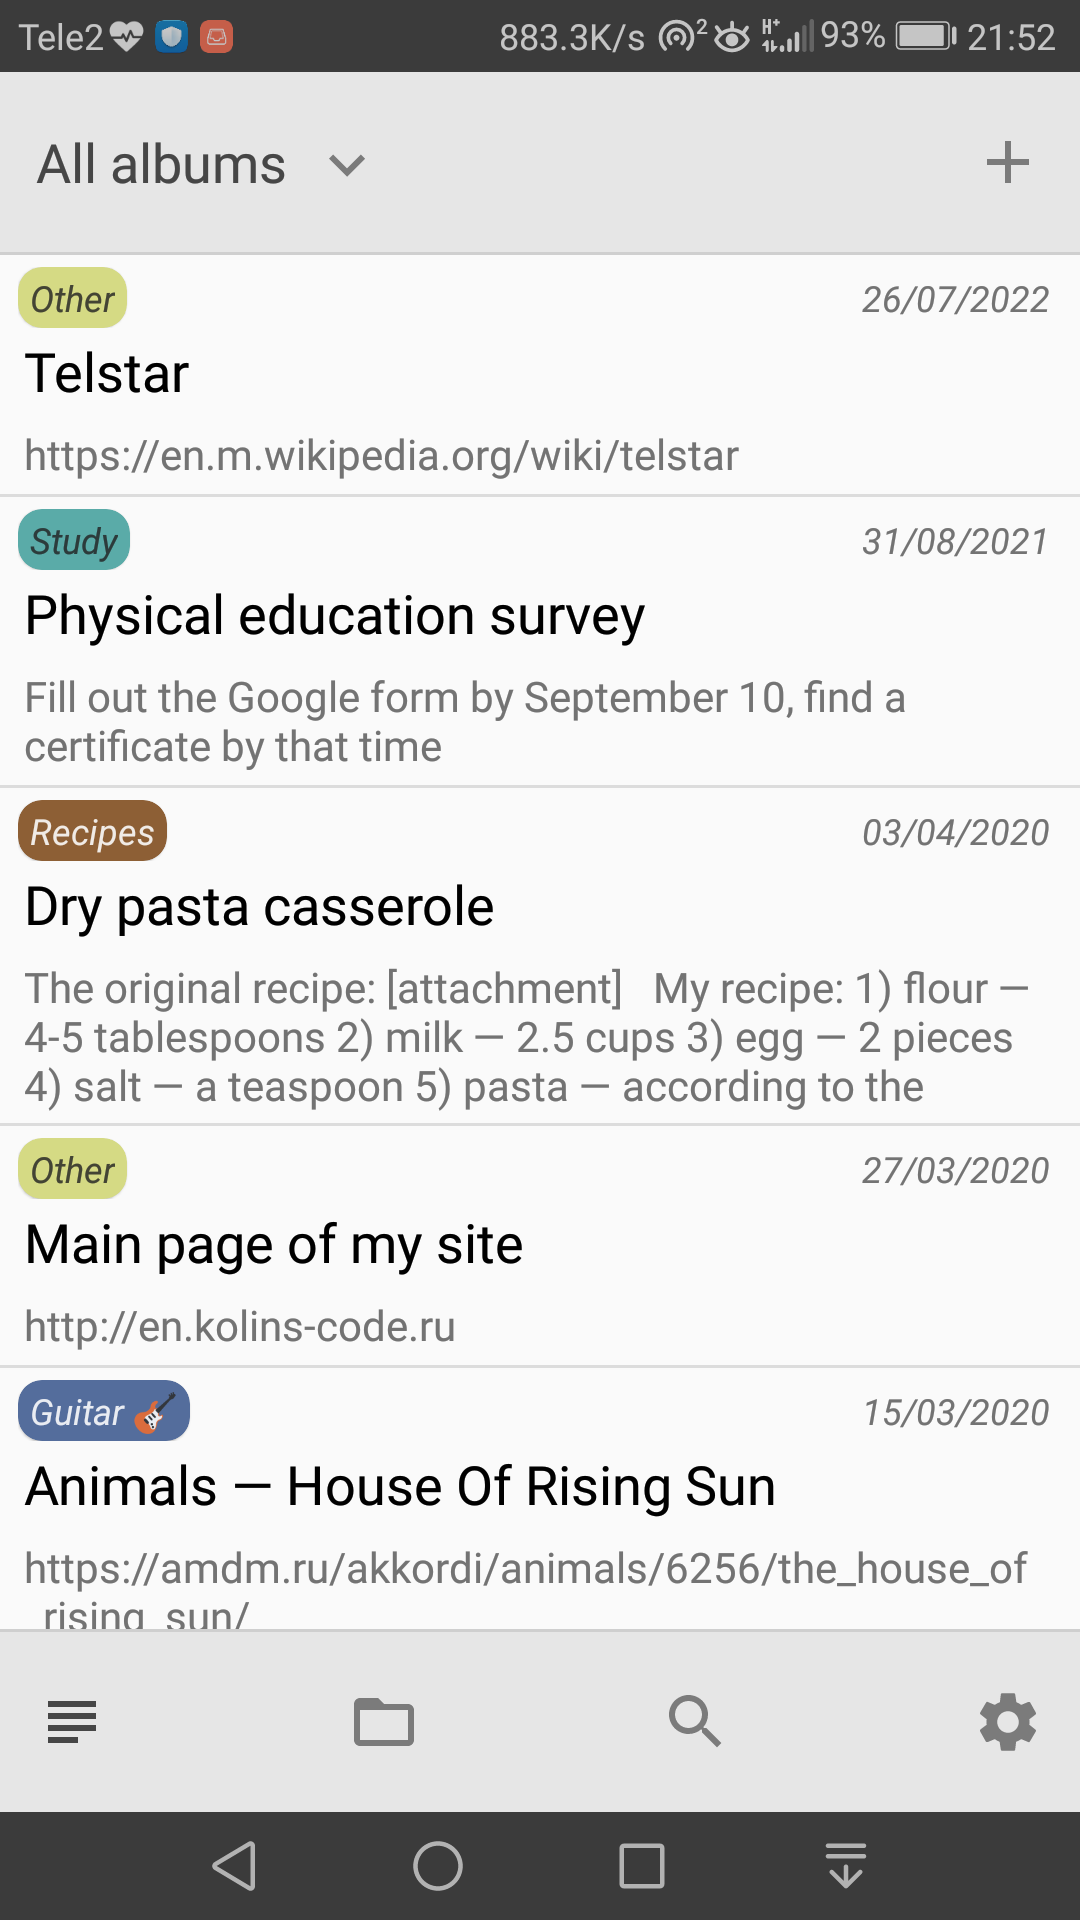 Tele2 883.3K/s 2 H+ 93% 21:52
All albums
Other 26/07/2022
Telstar
https://en.m.wikipedia.org/wiki/telstar
Study 31/08/2021
Physical education survey
Fill out the Google form by September 10, find a
certificate by that time
Recipes 03/04/2020
Dry pasta casserole
The original recipe: [attachment]   My recipe: 1) flour —
4-5 tablespoons 2) milk — 2.5 cups 3) egg — 2 pieces
4) salt — a teaspoon 5) pasta — according to the
Other 27/03/2020
Main page of my site
http://en.kolins-code.ru
Guitar 🎸 15/03/2020
Animals — House Of Rising Sun
https://amdm.ru/akkordi/animals/6256/the_house_of
_rising_sun/